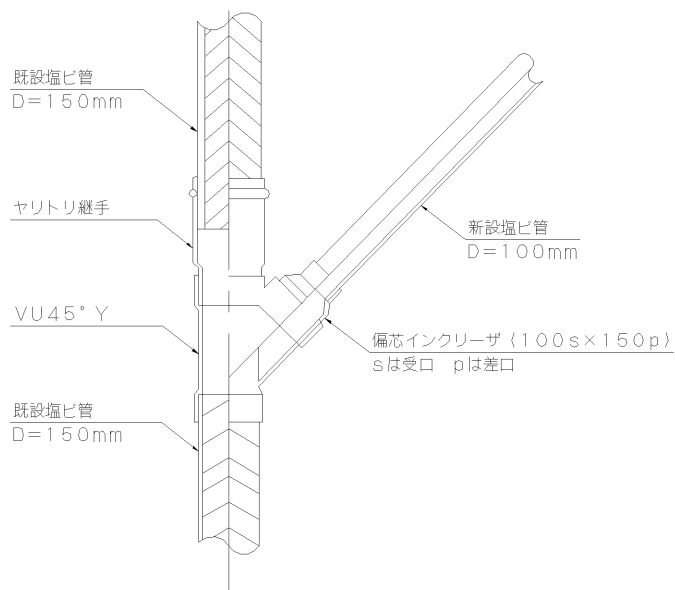 既設塩ビ管
D=150mm
ヤリトリ継手
VU45°Y
既設塩ビ管
D=150mm
新設塩ビ管
D=100mm
偏芯インクリーザ(100s×150p)
sは受口 pは差口